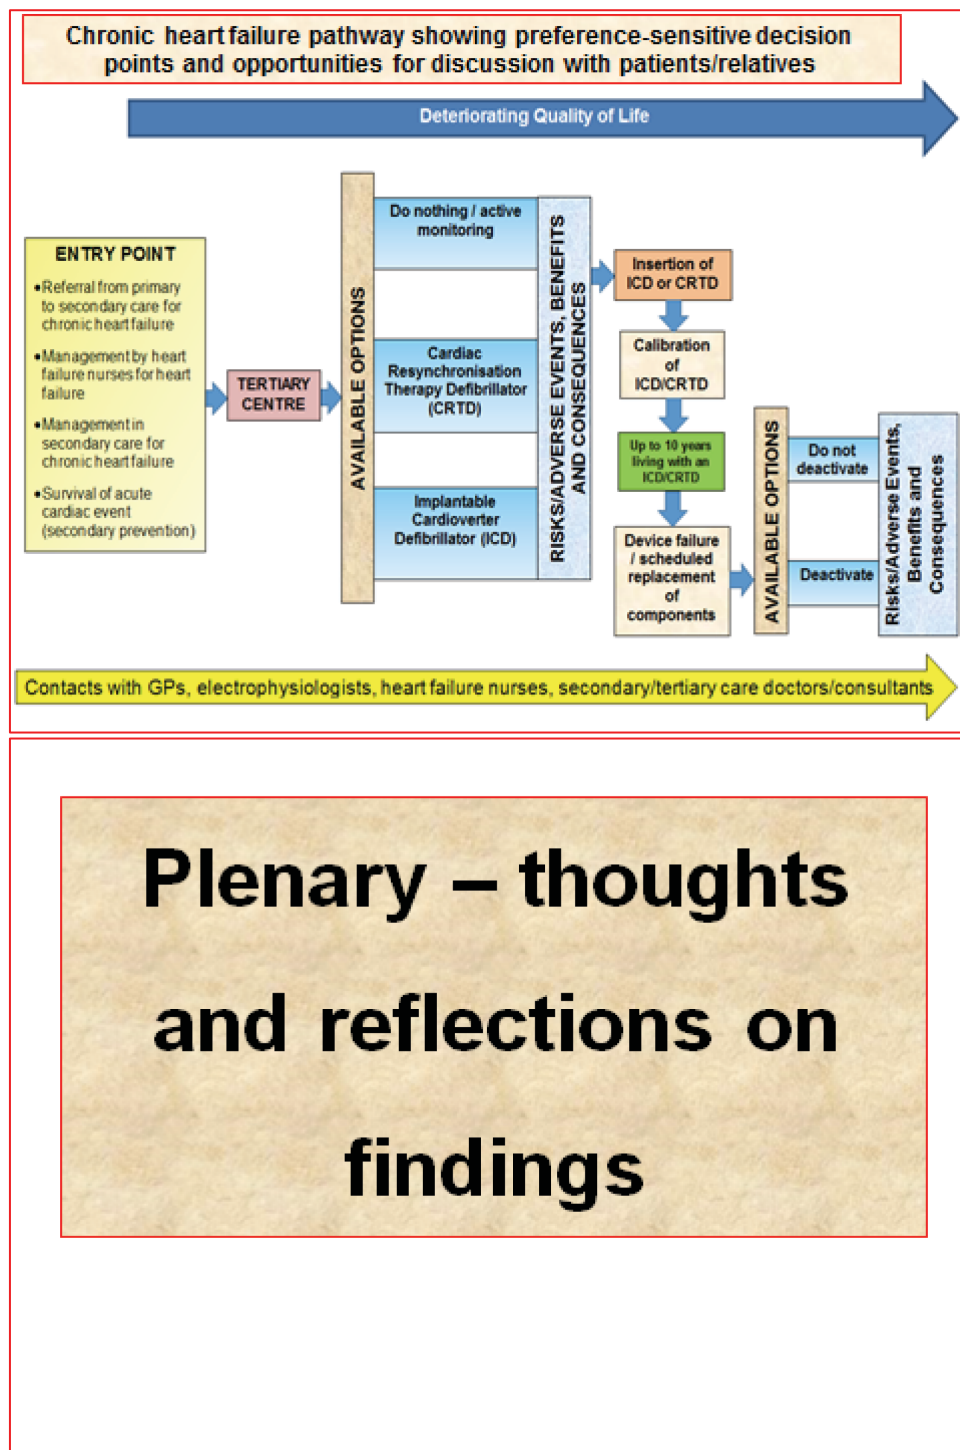 Chronic heart failure pathway showing preference-sensitive decision
points and opportunities for discussion with patients/relatives
Deteriorating Quality of Life
ENTRY POINT
•Referral from primary
to secondary care for
chronic heart failure
•Management by heart
failure nurses for heart
failure
•Management in
secondary care for
chronic heart failure
•Survival of acute
cardiac event
(secondary prevention)
TERTIARY
CENTRE
AVAILABLE OPTIONS
Do nothing / active
monitoring
Cardiac
Resynchronisation
Therapy Defibrillator
(CRTD)
Implantable
Cardioverter
Defibrillator (ICD)
RISKS/ADVERSE EVENTS, BENEFITS
AND CONSEQUENCES
Insertion of
ICD or CRTD
Calibration
of
ICD/CRTD
Up to 10 years
living with an
ICD/CRTD
Device failure
/ scheduled
replacement
of
components
AVAILABLE OPTIONS
Do not
deactivate
Deactivate
Risks/Adverse Events,
Benefits and
Consequences
Contacts with GPs, electrophysiologists, heart failure nurses, secondary/tertiary care doctors/consultants
Plenary – thoughts
and reflections on
findings